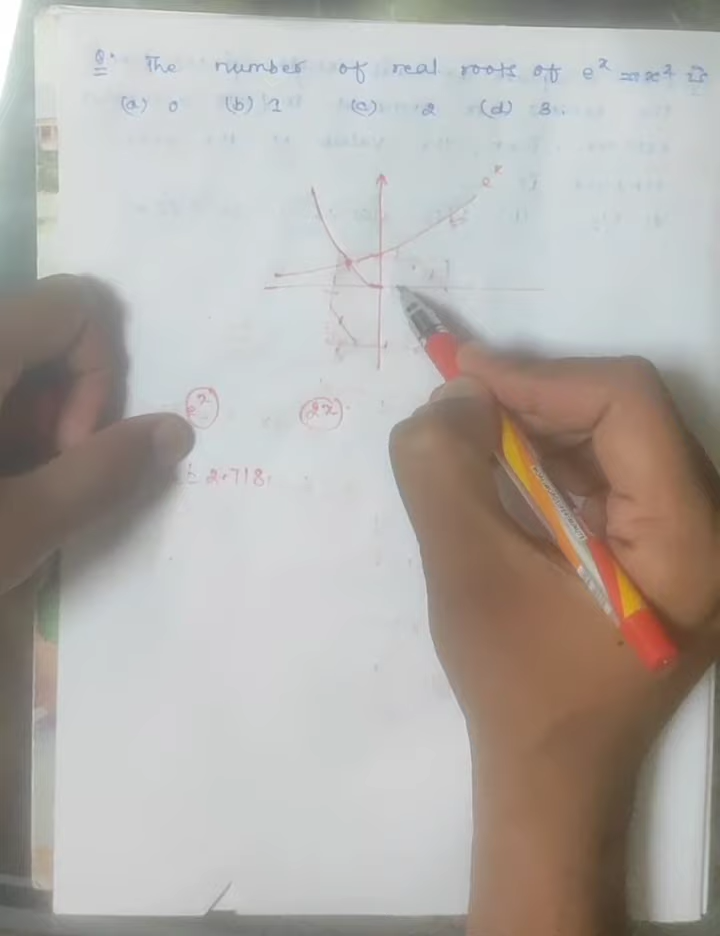 Q: The number of real roots of e^x = x^2 is
(a) 0 (b) 1 (c) 2 (d) 3.
e^x
e^x 2x
2.718